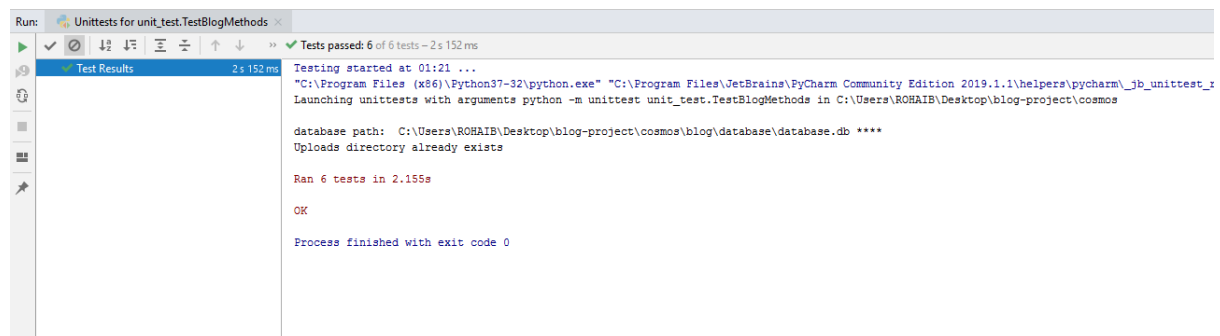 Run: Unittests for unit_test.TestBlogMethods
Tests passed: 6 of 6 tests – 2 s 152 ms
Test Results 2 s 152 ms
Testing started at 01:21 ...
"C:\Program Files (x86)\Python37-32\python.exe" "C:\Program Files\JetBrains\PyCharm Community Edition 2019.1.1\helpers\pycharm\_jb_unittest_r
Launching unittests with arguments python -m unittest unit_test.TestBlogMethods in C:\Users\ROHAIB\Desktop\blog-project\cosmos
database path: C:\Users\ROHAIB\Desktop\blog-project\cosmos\blog\database\database.db ****
Uploads directory already exists
Ran 6 tests in 2.155s
OK
Process finished with exit code 0